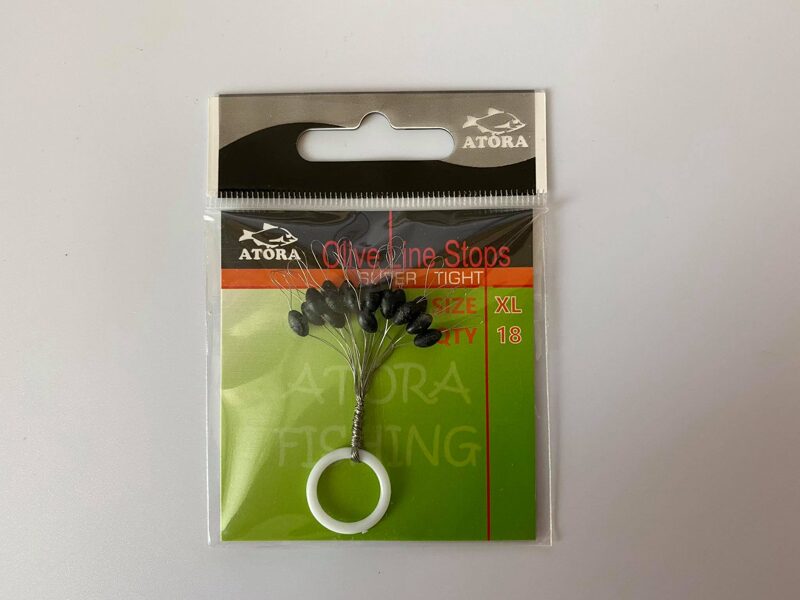 ATORA
ATORA
Olive Line Stops
SUPER TIGHT
SIZE XL
QTY 18
ATORA
FISHING